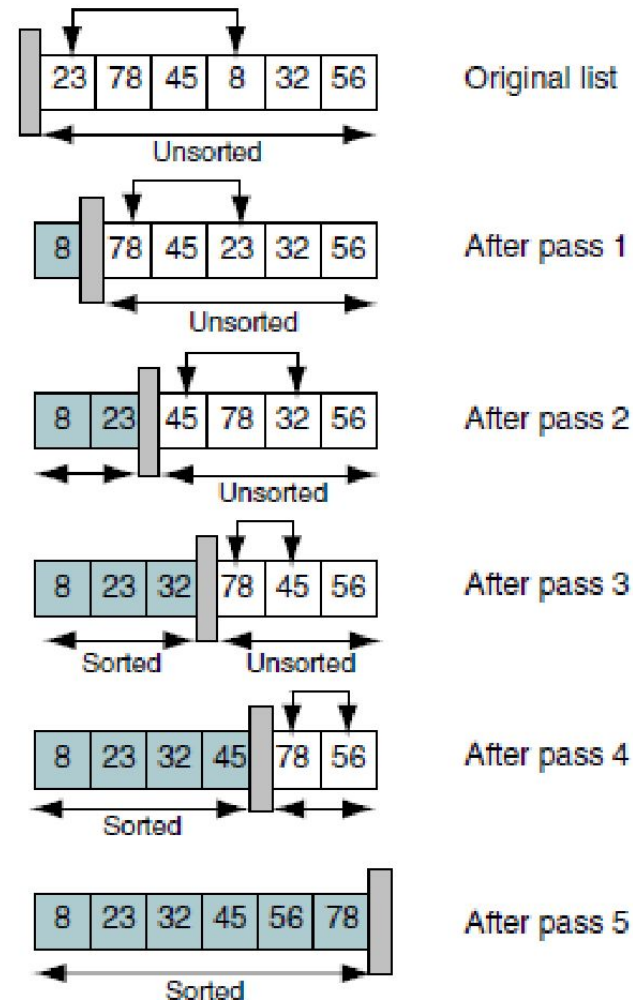 23 78 45 8 32 56 Original list
Unsorted
8 78 45 23 32 56 After pass 1
Unsorted
8 23 45 78 32 56 After pass 2
Unsorted
8 23 32 78 45 56 After pass 3
Sorted Unsorted
8 23 32 45 78 56 After pass 4
Sorted
8 23 32 45 56 78 After pass 5
Sorted